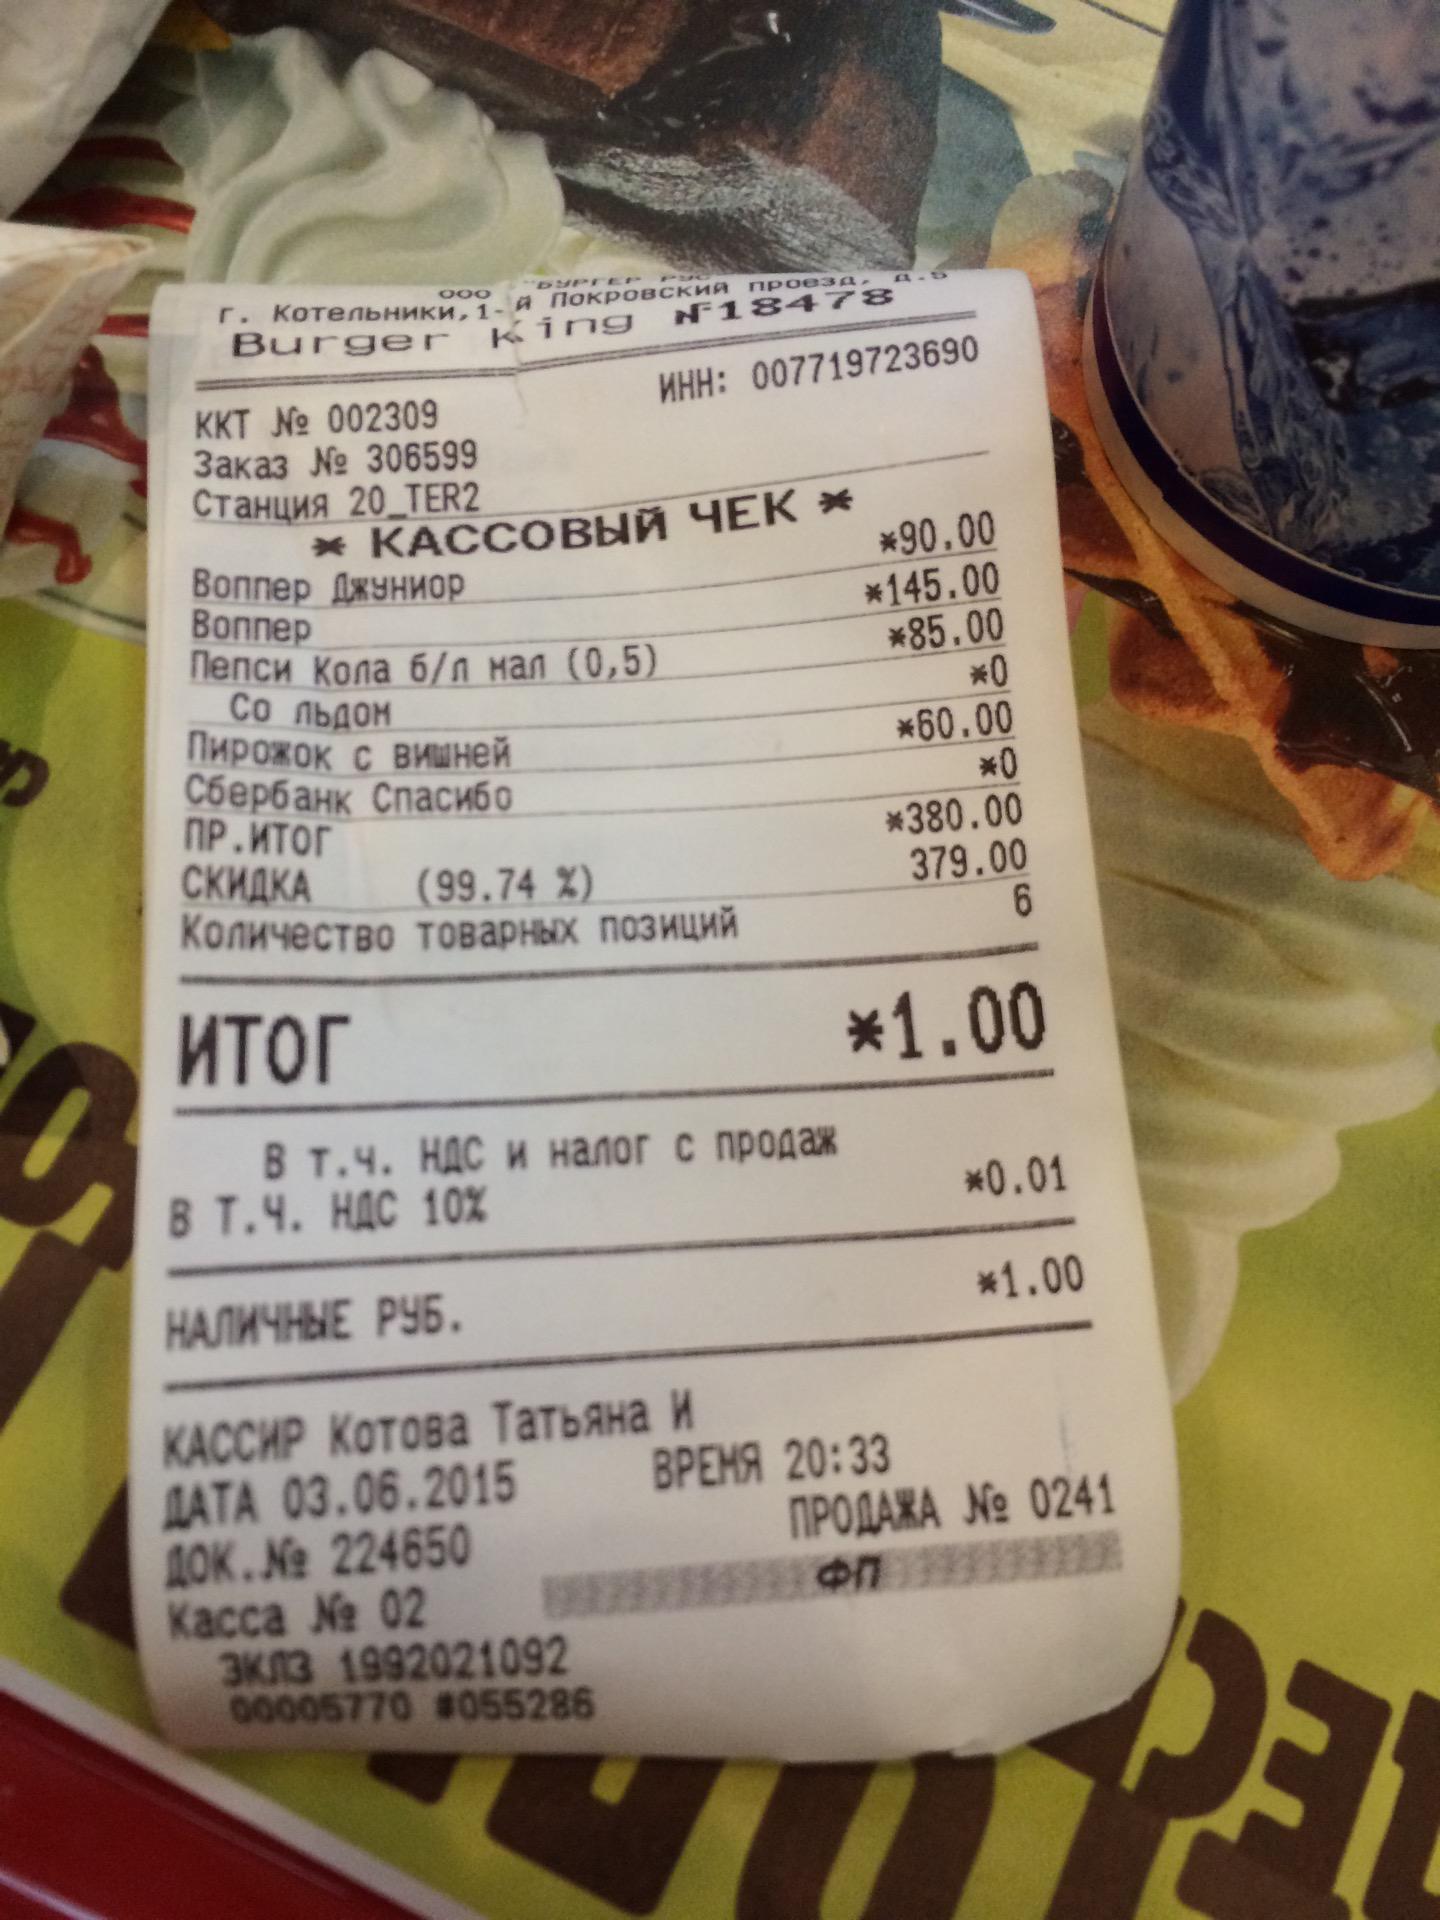 ООО "БУРГЕР РУС"
г. Котельники,1-й Покровский проезд, д.5
Burger King №18478
ИНН: 007719723690
ККТ № 002309
Заказ № 306599
Станция 20_TER2
* КАССОВЫЙ ЧЕК *
Воппер Джуниор *90.00
Воппер *145.00
Пепси Кола б/л мал (0,5) *85.00
Со льдом *0
Пирожок с вишней *60.00
Сбербанк Спасибо *0
ПР.ИТОГ *380.00
СКИДКА (99.74 %) 379.00
Количество товарных позиций 6
ИТОГ *1.00
В т.ч. НДС и налог с продаж
В Т.Ч. НДС 10% *0.01
НАЛИЧНЫЕ РУБ. *1.00
КАССИР Котова Татьяна И
ДАТА 03.06.2015 ВРЕМЯ 20:33
ДОК.№ 224650 ПРОДАЖА № 0241
Касса № 02 ФП
ЭКЛЗ 1992021092
00005770 #055286